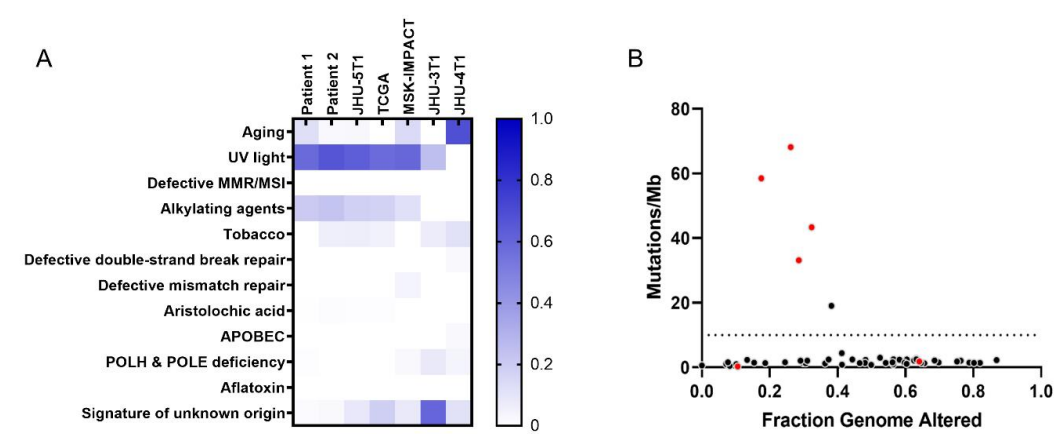 A
Patient 1
Patient 2
JHU-5T1
TCGA
MSK-IMPACT
JHU-3T1
JHU-4T1
Aging
UV light
Defective MMR/MSI
Alkylating agents
Tobacco
Defective double-strand break repair
Defective mismatch repair
Aristolochic acid
APOBEC
POLH & POLE deficiency
Aflatoxin
Signature of unknown origin
1.0
0.8
0.6
0.4
0.2
0
B
Mutations/Mb
80
60
40
20
0
0.0 0.2 0.4 0.6 0.8 1.0
Fraction Genome Altered